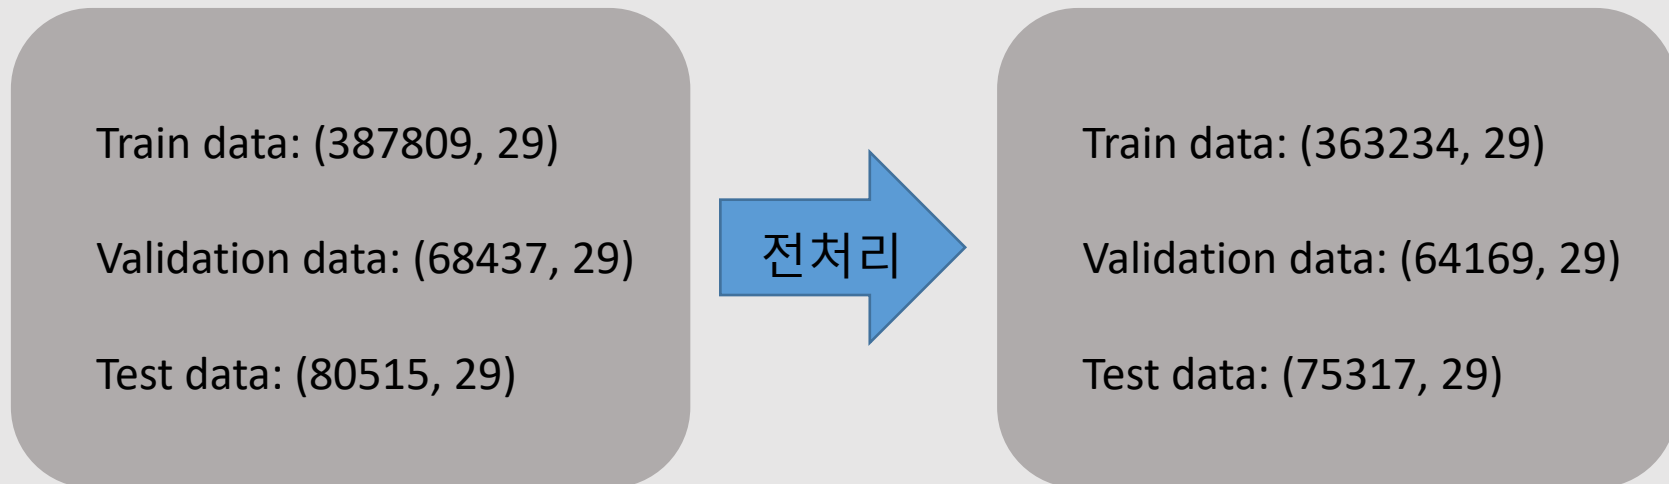 Train data: (387809, 29)
Validation data: (68437, 29)
Test data: (80515, 29)
전처리
Train data: (363234, 29)
Validation data: (64169, 29)
Test data: (75317, 29)